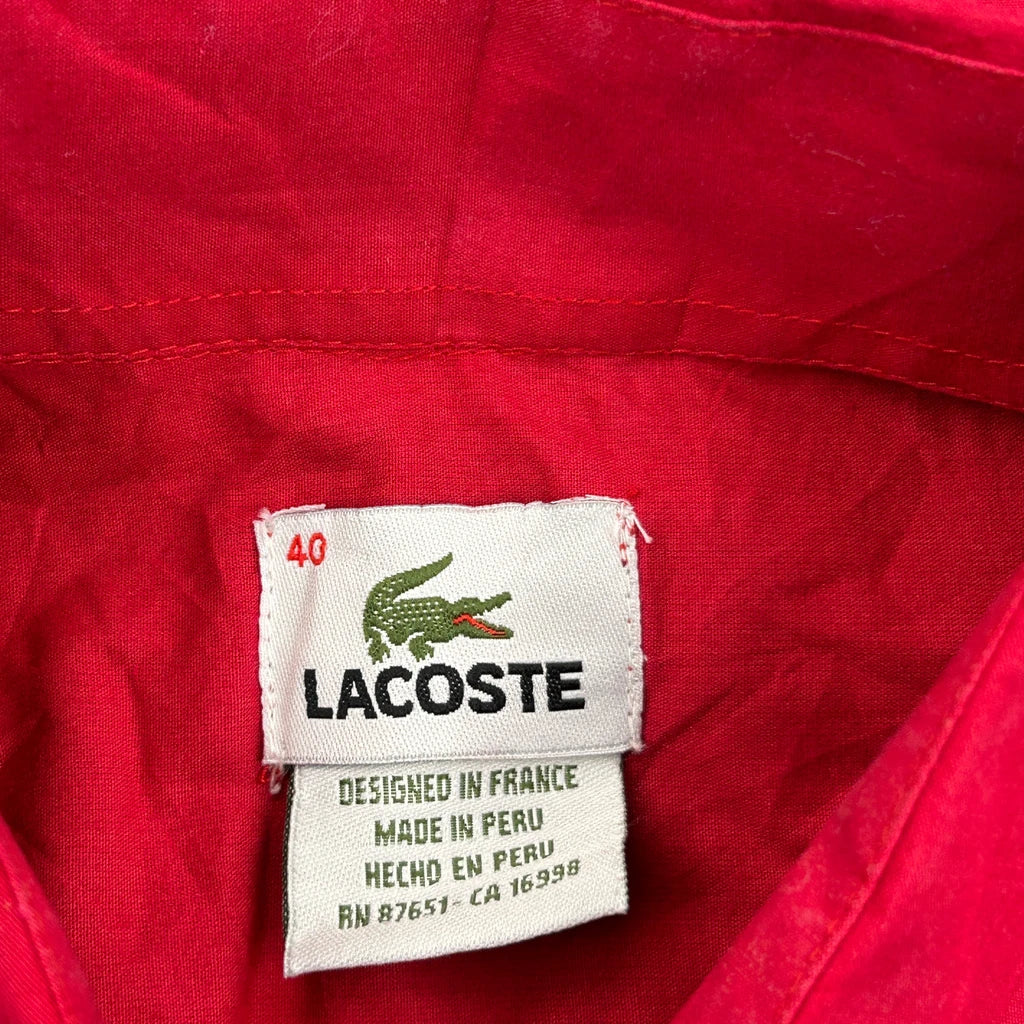 40
LACOSTE
DESIGNED IN FRANCE
MADE IN PERU
HECHO EN PERU
RN 87651- CA 16998